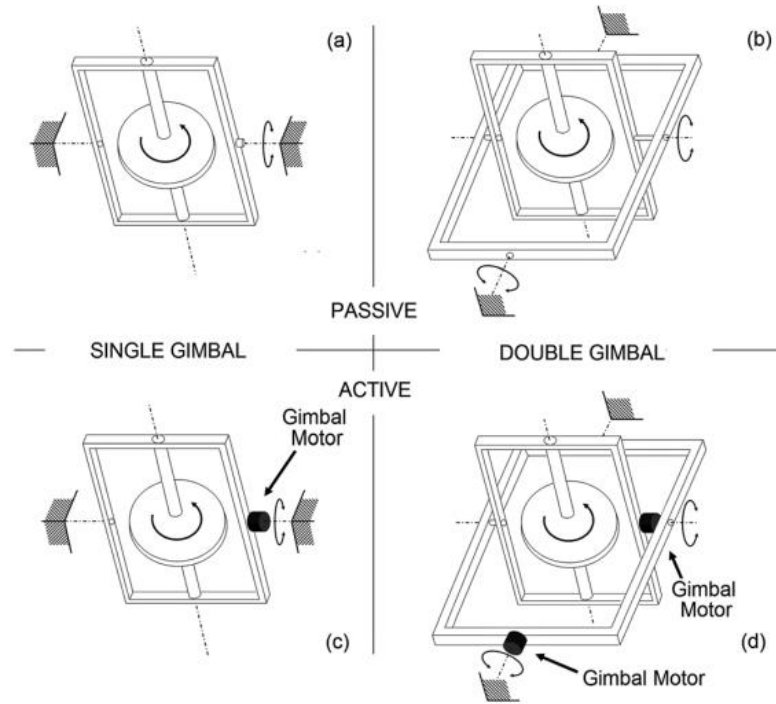 (a)
(b)
PASSIVE
SINGLE GIMBAL
DOUBLE GIMBAL
ACTIVE
Gimbal
Motor
(c)
Gimbal
Motor
(d)
Gimbal Motor